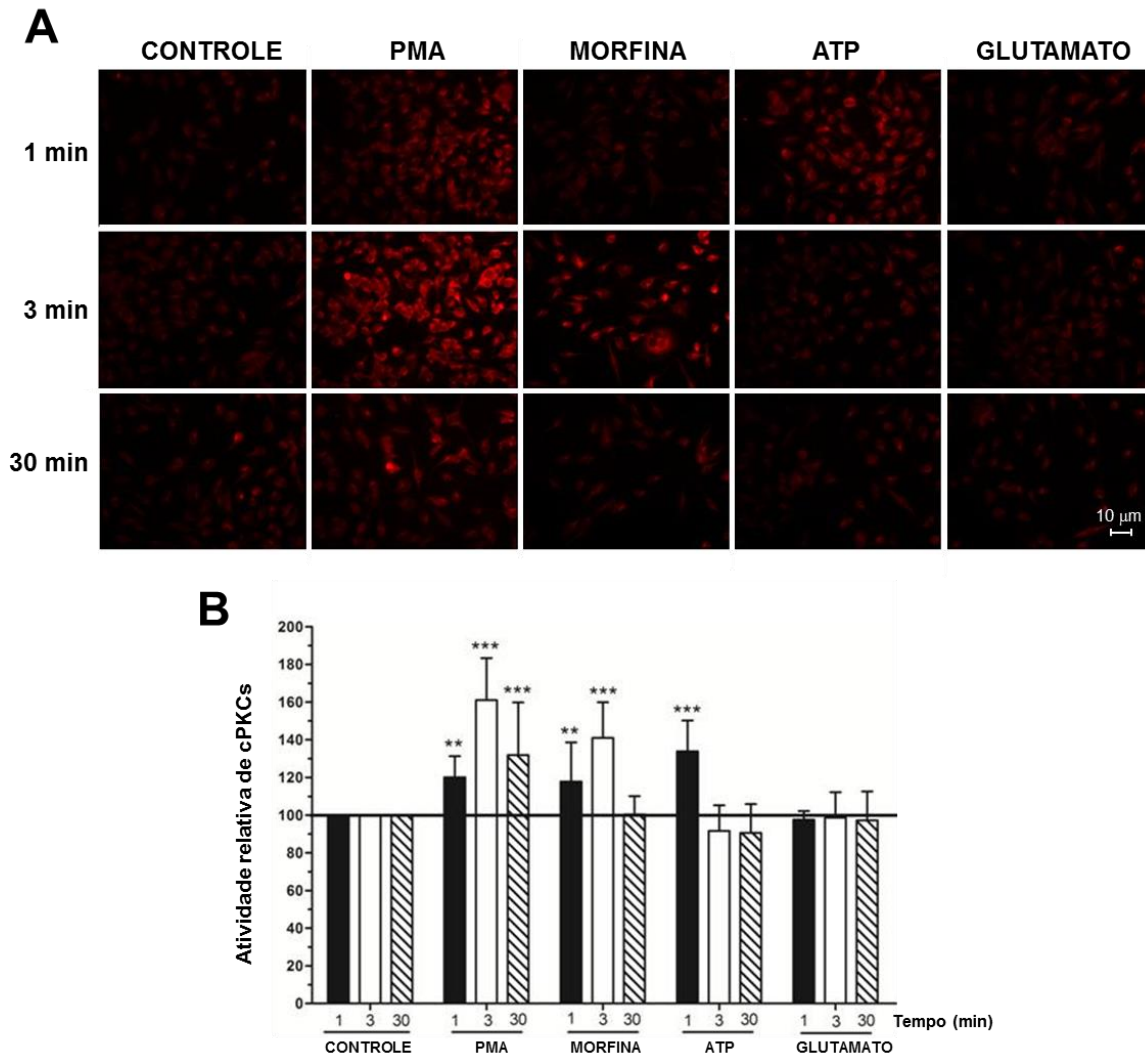 A
CONTROLE PMA MORFINA ATP GLUTAMATO
1 min
3 min
30 min
10 μm
B
Atividade relativa de cPKCs
200
180
160
140
120
100
80
60
40
20
0
** *** *** ** *** ***
1 3 30 1 3 30 1 3 30 1 3 30 1 3 30 Tempo (min)
CONTROLE PMA MORFINA ATP GLUTAMATO